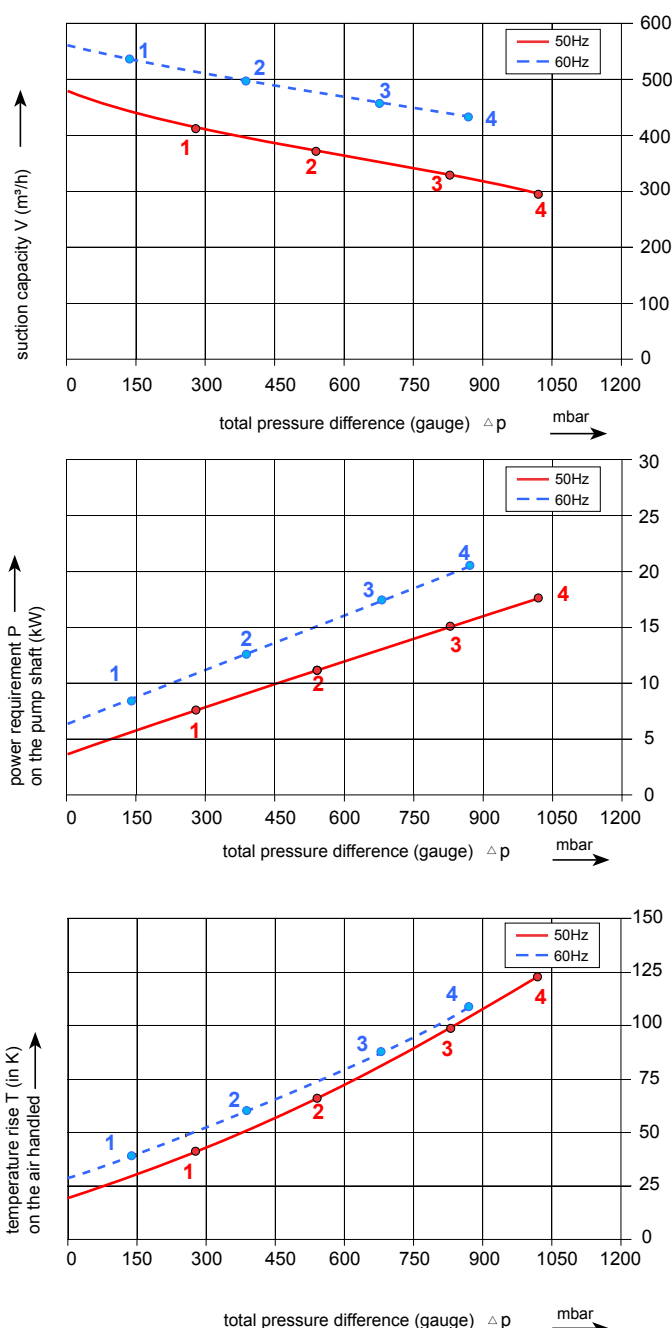 600
50Hz
60Hz
500
400
300
200
100
0
1
2
3
4
1
2
3
4
suction capacity V (m³/h)
0 150 300 450 600 750 900 1050 1200
total pressure difference (gauge) △p mbar
30
50Hz
60Hz
25
20
15
10
5
0
1
2
3
4
1
2
3
4
power requirement P
on the pump shaft (kW)
0 150 300 450 600 750 900 1050 1200
total pressure difference (gauge) △p mbar
150
50Hz
60Hz
125
100
75
50
25
0
1
2
3
4
1
2
3
4
temperature rise T (in K)
on the air handled
0 150 300 450 600 750 900 1050 1200
total pressure difference (gauge) △p mbar